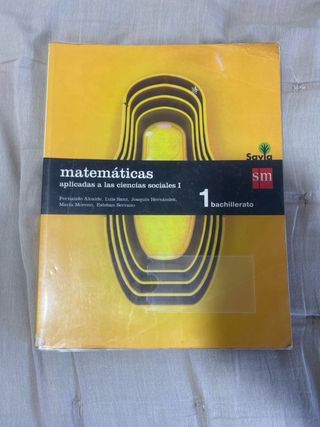 Savia
sm
matemáticas
aplicadas a las ciencias sociales I
Fernando Alcaide, Luis Sanz, Joaquín Hernández,
María Moreno, Esteban Serrano
1 bachillerato